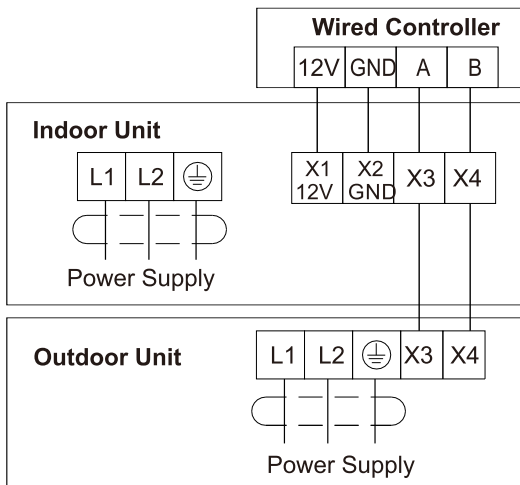 Wired Controller
12V GND A B
Indoor Unit
L1 L2
X1 12V X2 GND X3 X4
Power Supply
Outdoor Unit
L1 L2 X3 X4
Power Supply